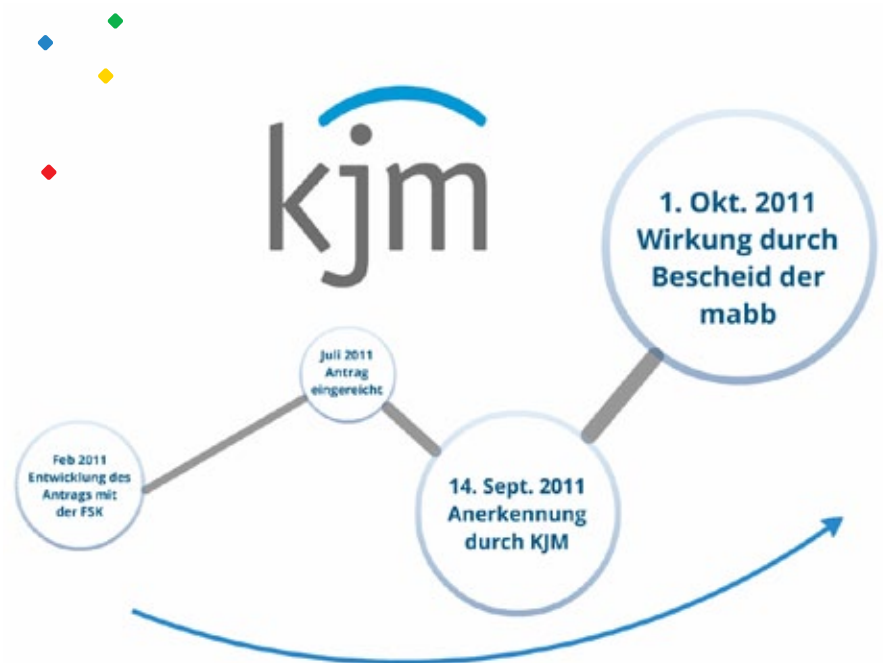 kjm
Feb 2011
Entwicklung des
Antrags mit
der FSK
Juli 2011
Antrag
eingereicht
14. Sept. 2011
Anerkennung
durch KJM
1. Okt. 2011
Wirkung durch
Bescheid der
mabb